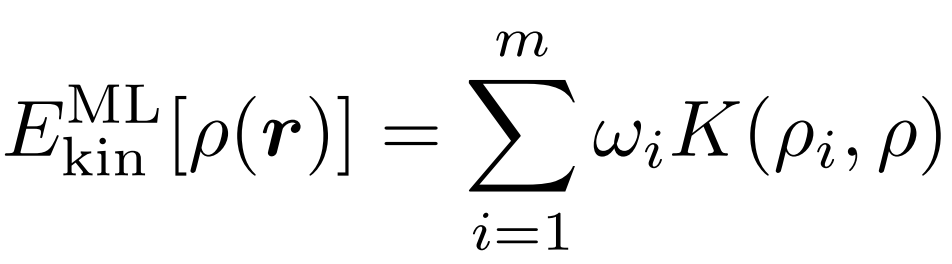 $E_{\mathrm{kin}}^{\mathrm{ML}}[\rho(\boldsymbol{r})] = \sum_{i=1}^{m} \omega_i K(\rho_i, \rho)$